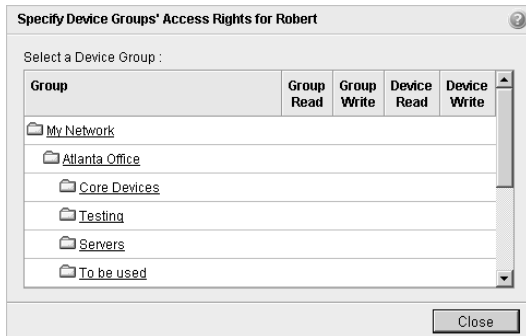 Specify Device Groups' Access Rights for Robert
?
Select a Device Group :
Group Group Read Group Write Device Read Device Write
My Network
Atlanta Office
Core Devices
Testing
Servers
To be used
Close